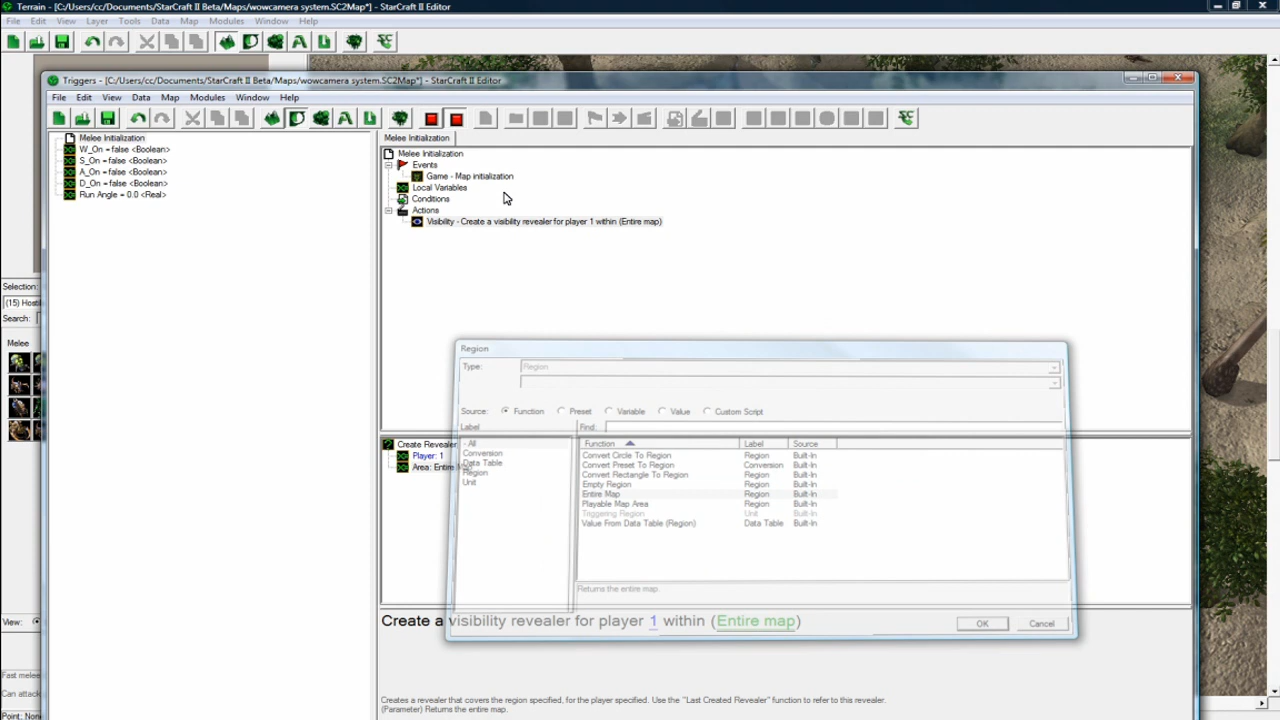 Terrain - [C:/Users/cc/Documents/StarCraft II Beta/Maps/wowcamera system.SC2Map*] - StarCraft II Editor
File Edit View Layer Tools Data Map Modules Window Help
Triggers - [C:/Users/cc/Documents/StarCraft II Beta/Maps/wowcamera system.SC2Map*] - StarCraft II Editor
File Edit View Data Map Modules Window Help
Melee Initialization
W_On = false <Boolean>
S_On = false <Boolean>
A_On = false <Boolean>
D_On = false <Boolean>
Run Angle = 0.0 <Real>
Melee Initialization
Melee Initialization
Events
Game - Map initialization
Local Variables
Conditions
Actions
Visibility - Create a visibility revealer for player 1 within (Entire map)
Selection:
(15) Hosti
Search:
Melee
View:
Fast melee
Can attack
Point: Non
Region
Type: Region
Source: Function Preset Variable Value Custom Script
Label Find:
- All
Conversion
Data Table
Region
Unit
Function Label Source
Convert Circle To Region Region Built-In
Convert Preset To Region Conversion Built-In
Convert Rectangle To Region Region Built-In
Empty Region Region Built-In
Entire Map Region Built-In
Playable Map Area Region Built-In
Triggering Region Unit Built-In
Value From Data Table (Region) Data Table Built-In
Returns the entire map.
OK Cancel
Create Revealer
Player: 1
Area: Entire
Create a visibility revealer for player 1 within (Entire map)
Creates a revealer that covers the region specified, for the player specified. Use the "Last Created Revealer" function to refer to this revealer.
(Parameter) Returns the entire map.